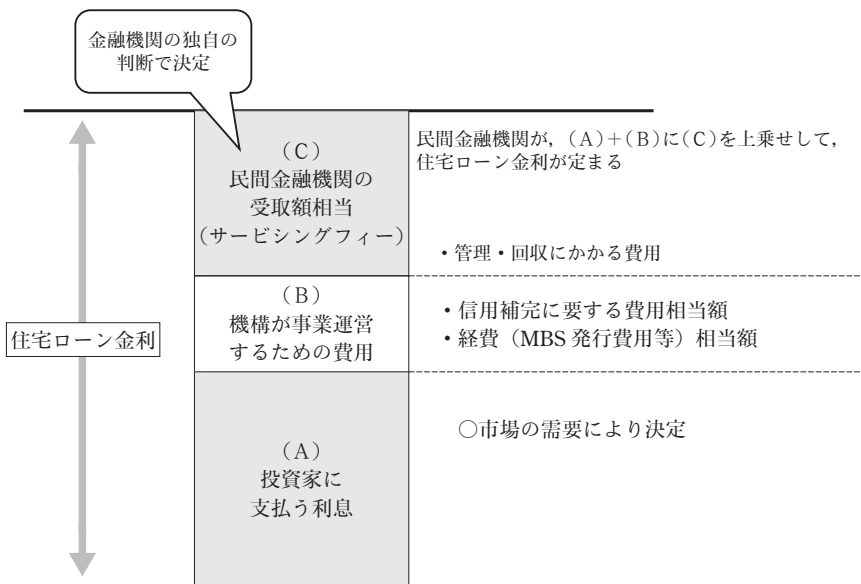 金融機関の独自の
判断で決定
(C)
民間金融機関の
受取額相当
(サービシングフィー)
民間金融機関が,(A)+(B)に(C)を上乗せして,
住宅ローン金利が定まる
・管理・回収にかかる費用
住宅ローン金利
(B)
機構が事業運営
するための費用
・信用補完に要する費用相当額
・経費(MBS 発行費用等)相当額
(A)
投資家に
支払う利息
○市場の需要により決定